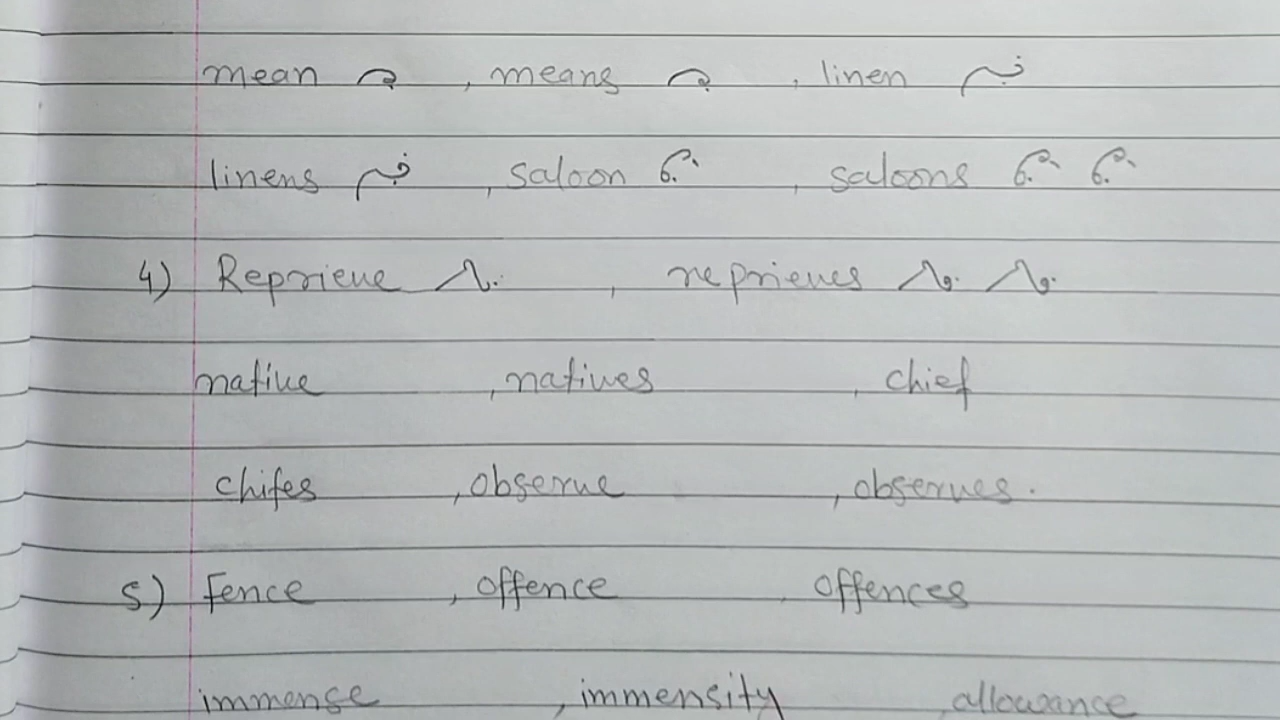 mean , means , linen
linens , saloon , saloons
4) Reprieve , reprieves
native , natives , chief
chifes , observe , observes.
5) Fence , offence , offences
immense , immensity , allowance